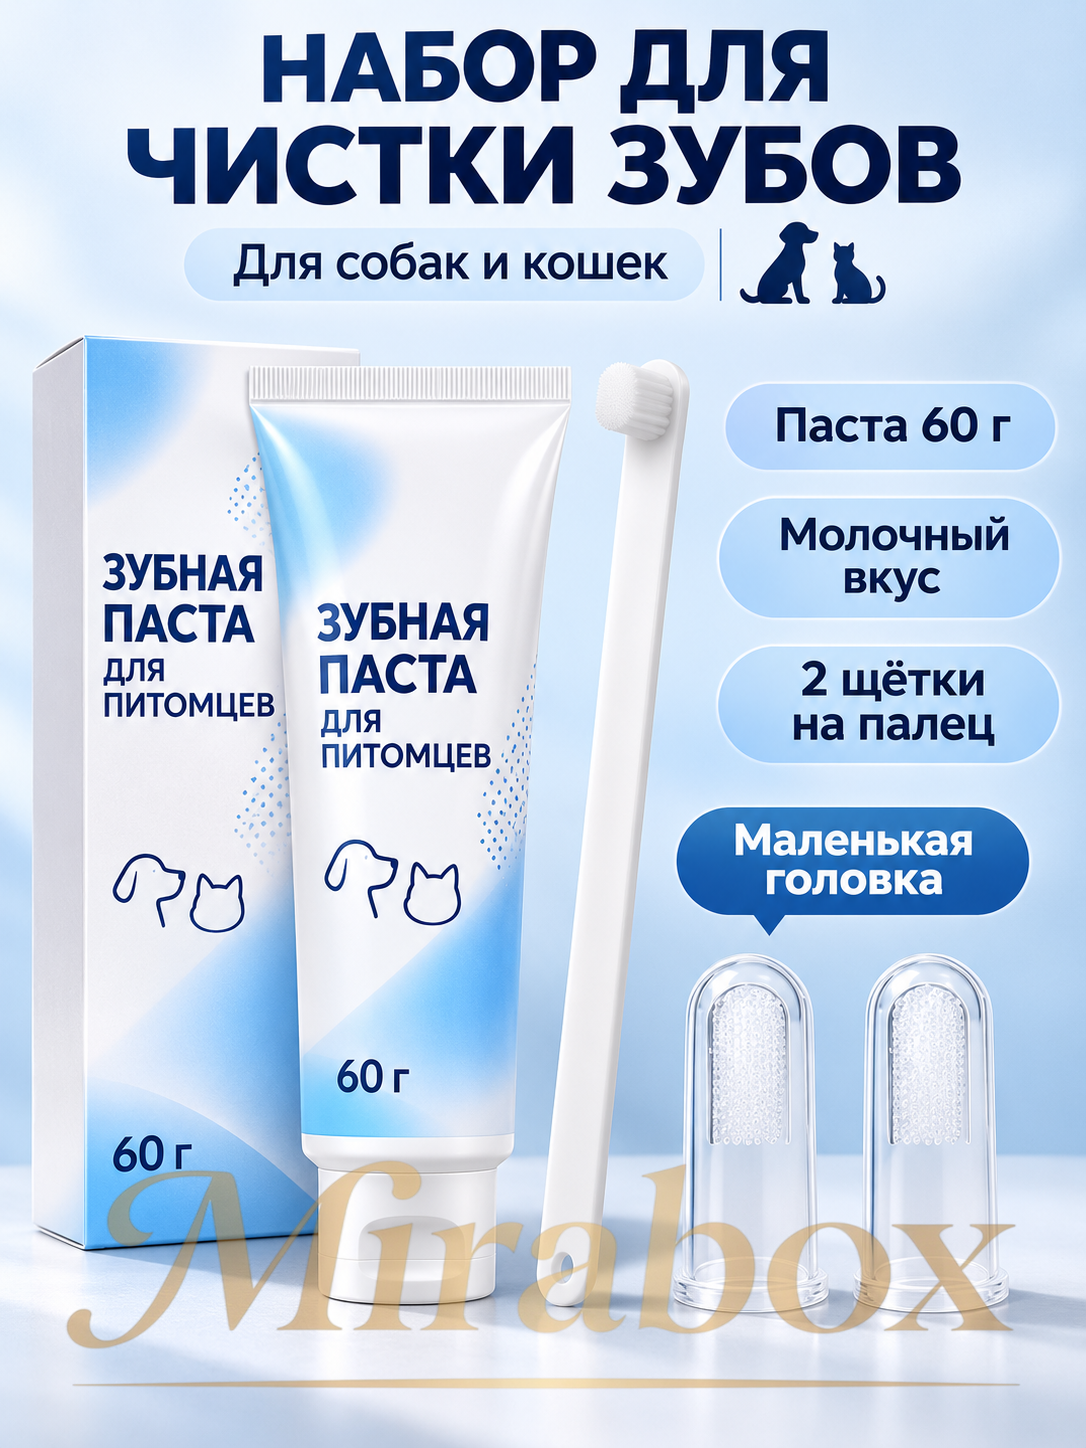 НАБОР ДЛЯ
ЧИСТКИ ЗУБОВ
Для собак и кошек
Паста 60 г
Молочный
вкус
2 щётки
на палец
Маленькая
головка
ЗУБНАЯ
ПАСТА
ДЛЯ
ПИТОМЦЕВ
60 г
ЗУБНАЯ
ПАСТА
ДЛЯ
ПИТОМЦЕВ
60 г
Mirabox